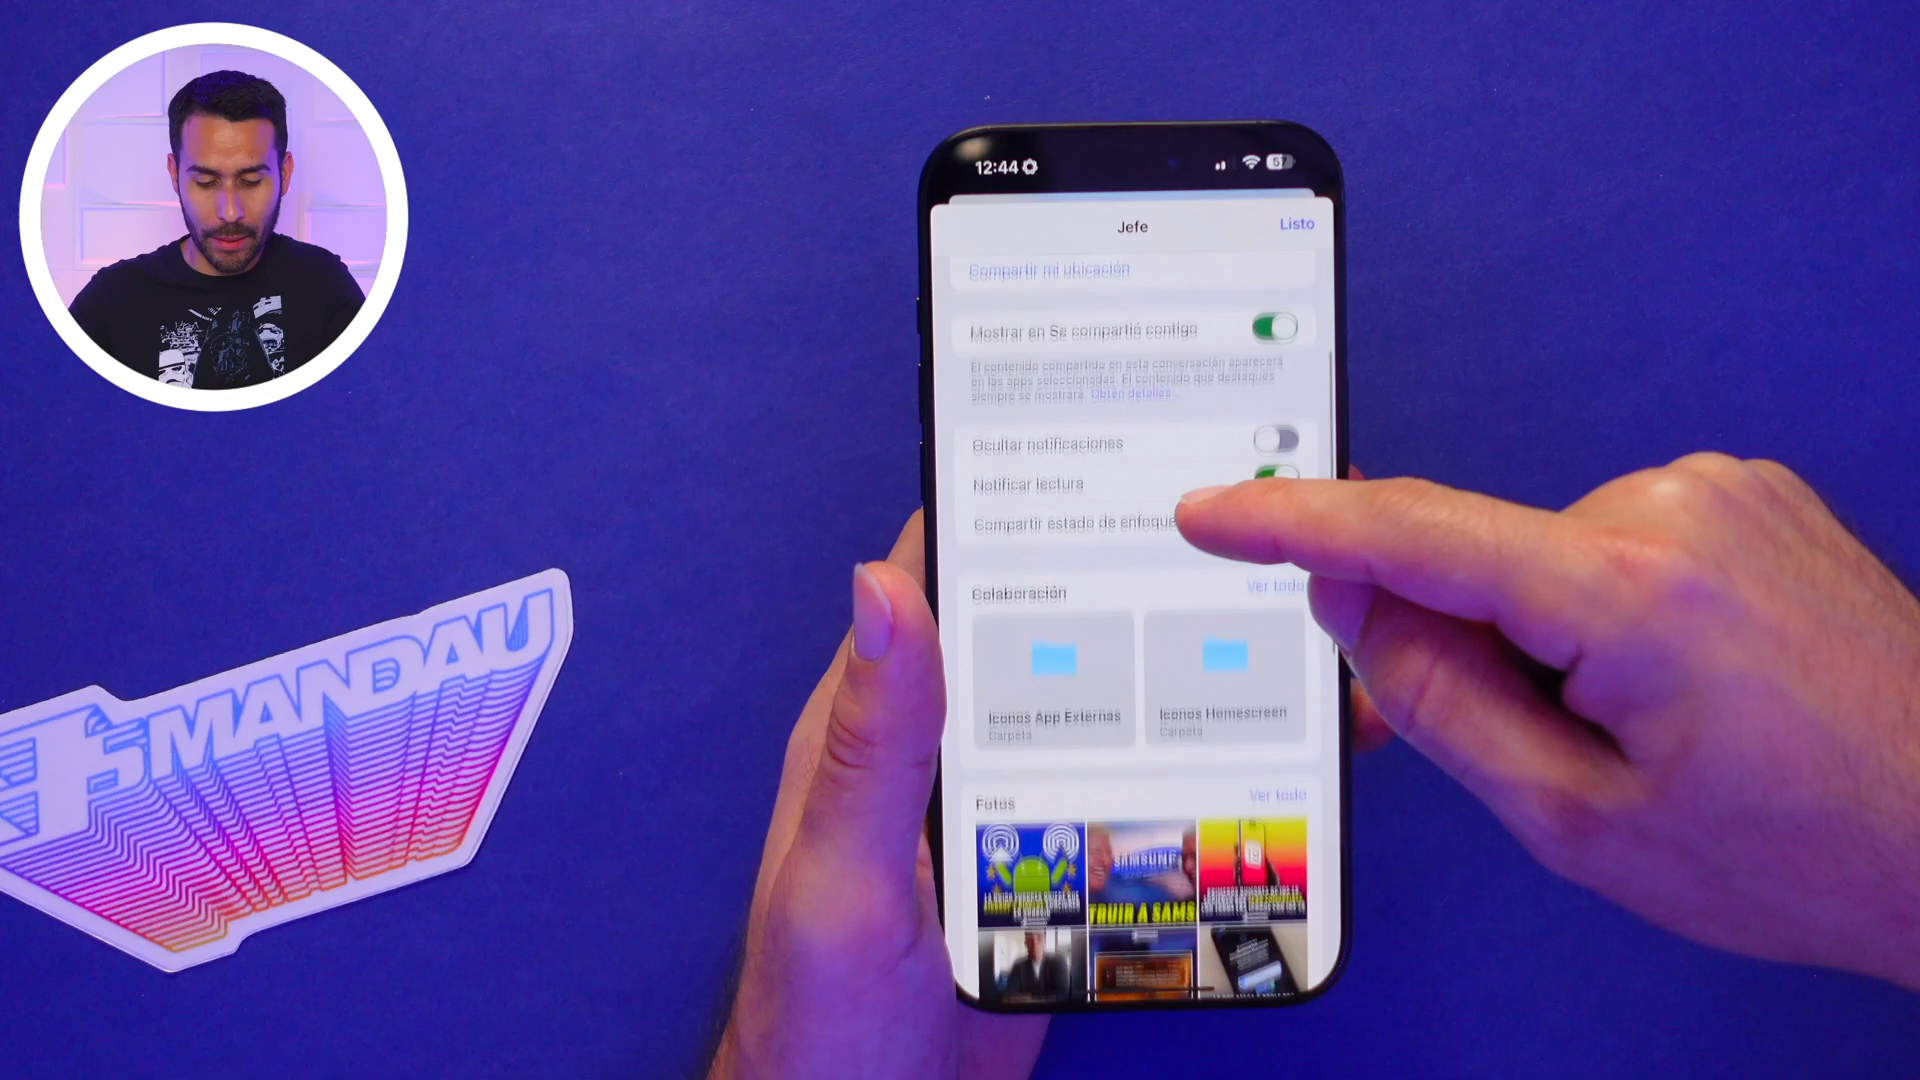 12:44
57
Jefe
Listo
Compartir mi ubicación
Mostrar en Se compartió contigo
El contenido compartido en esta conversación aparecerá
en las apps seleccionadas. El contenido que destaques
siempre se mostrará. Obtén detalles...
Ocultar notificaciones
Notificar lectura
Compartir estado de enfoque
Colaboración
Ver todo
Iconos App Externas
Carpeta
Iconos Homescreen
Carpeta
Fotos
Ver todo
SAMSUNG
TRUIR A SAMS
ISMANDAU